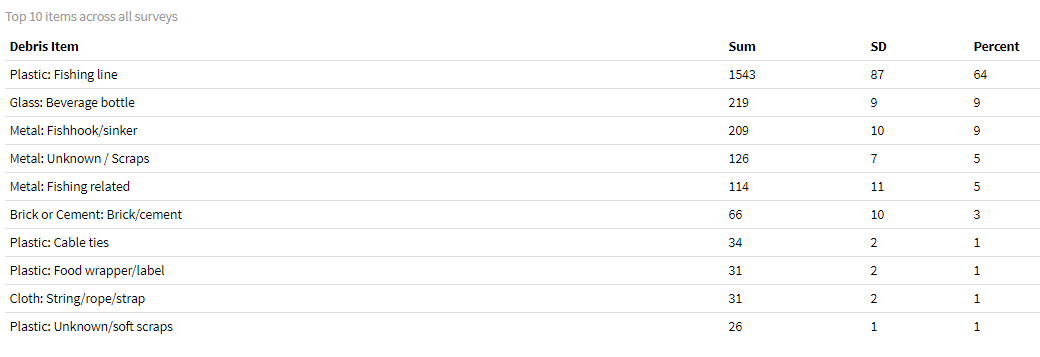 Top 10 items across all surveys
Debris Item Sum SD Percent
Plastic: Fishing line 1543 87 64
Glass: Beverage bottle 219 9 9
Metal: Fishhook/sinker 209 10 9
Metal: Unknown / Scraps 126 7 5
Metal: Fishing related 114 11 5
Brick or Cement: Brick/cement 66 10 3
Plastic: Cable ties 34 2 1
Plastic: Food wrapper/label 31 2 1
Cloth: String/rope/strap 31 2 1
Plastic: Unknown/soft scraps 26 1 1